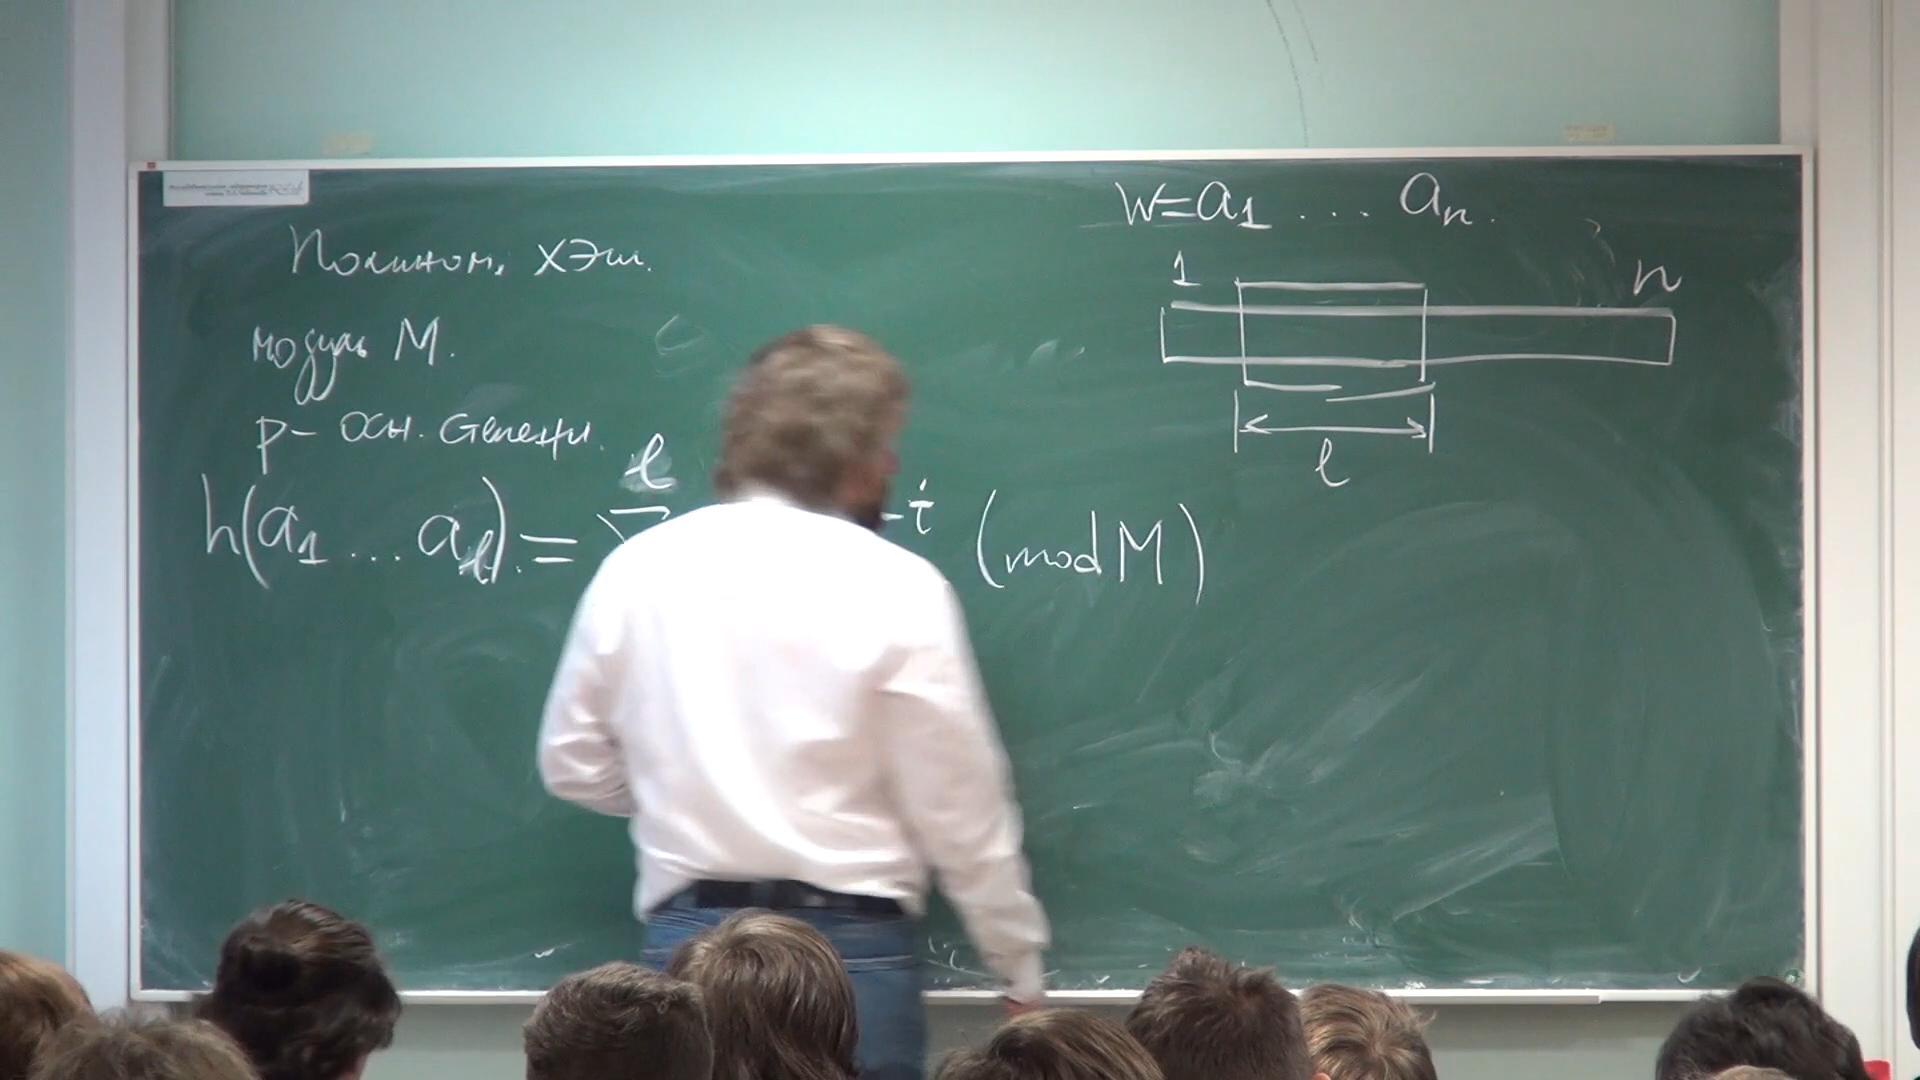 Полином. хэш.
модуль M.
p - осн. степени.
h(a₁ ... aₗ) = ∑ l - i (mod M)
W = a₁ .... aₙ.
1 n
l